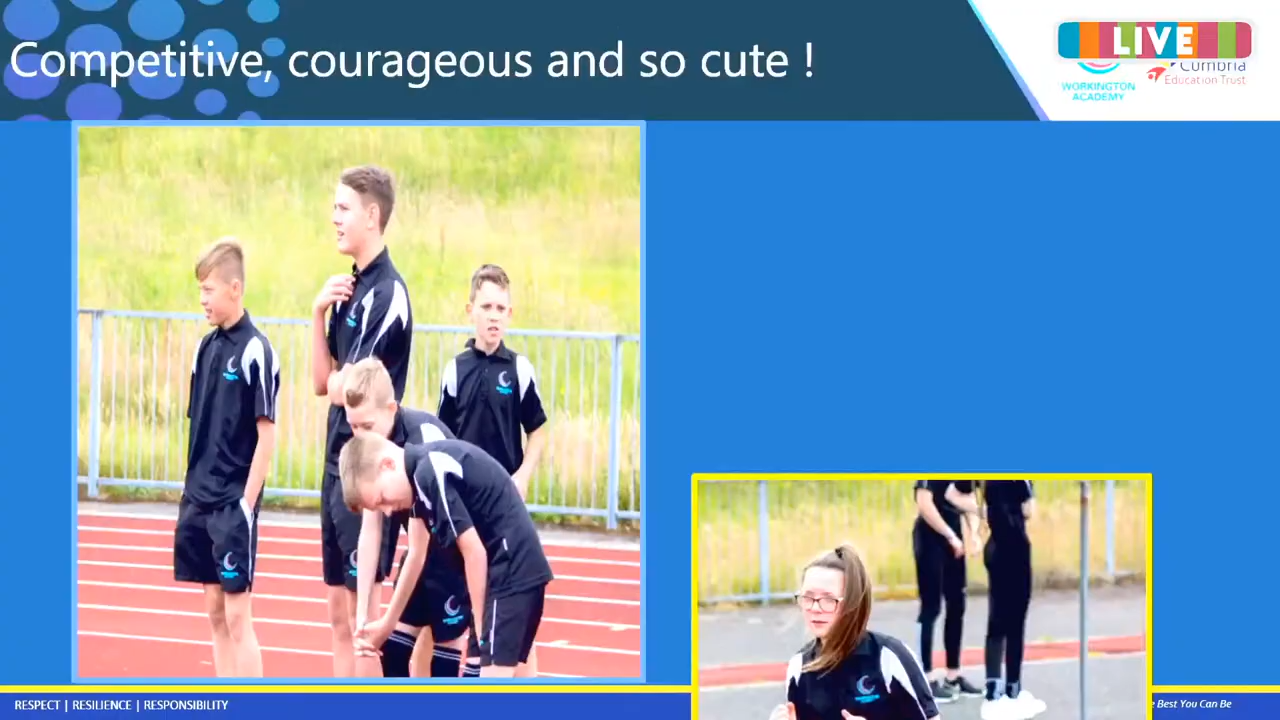 Competitive, courageous and so cute !
LIVE
WORKINGTON
ACADEMY
Cumbria
Education Trust
RESPECT | RESILIENCE | RESPONSIBILITY
Best You Can Be